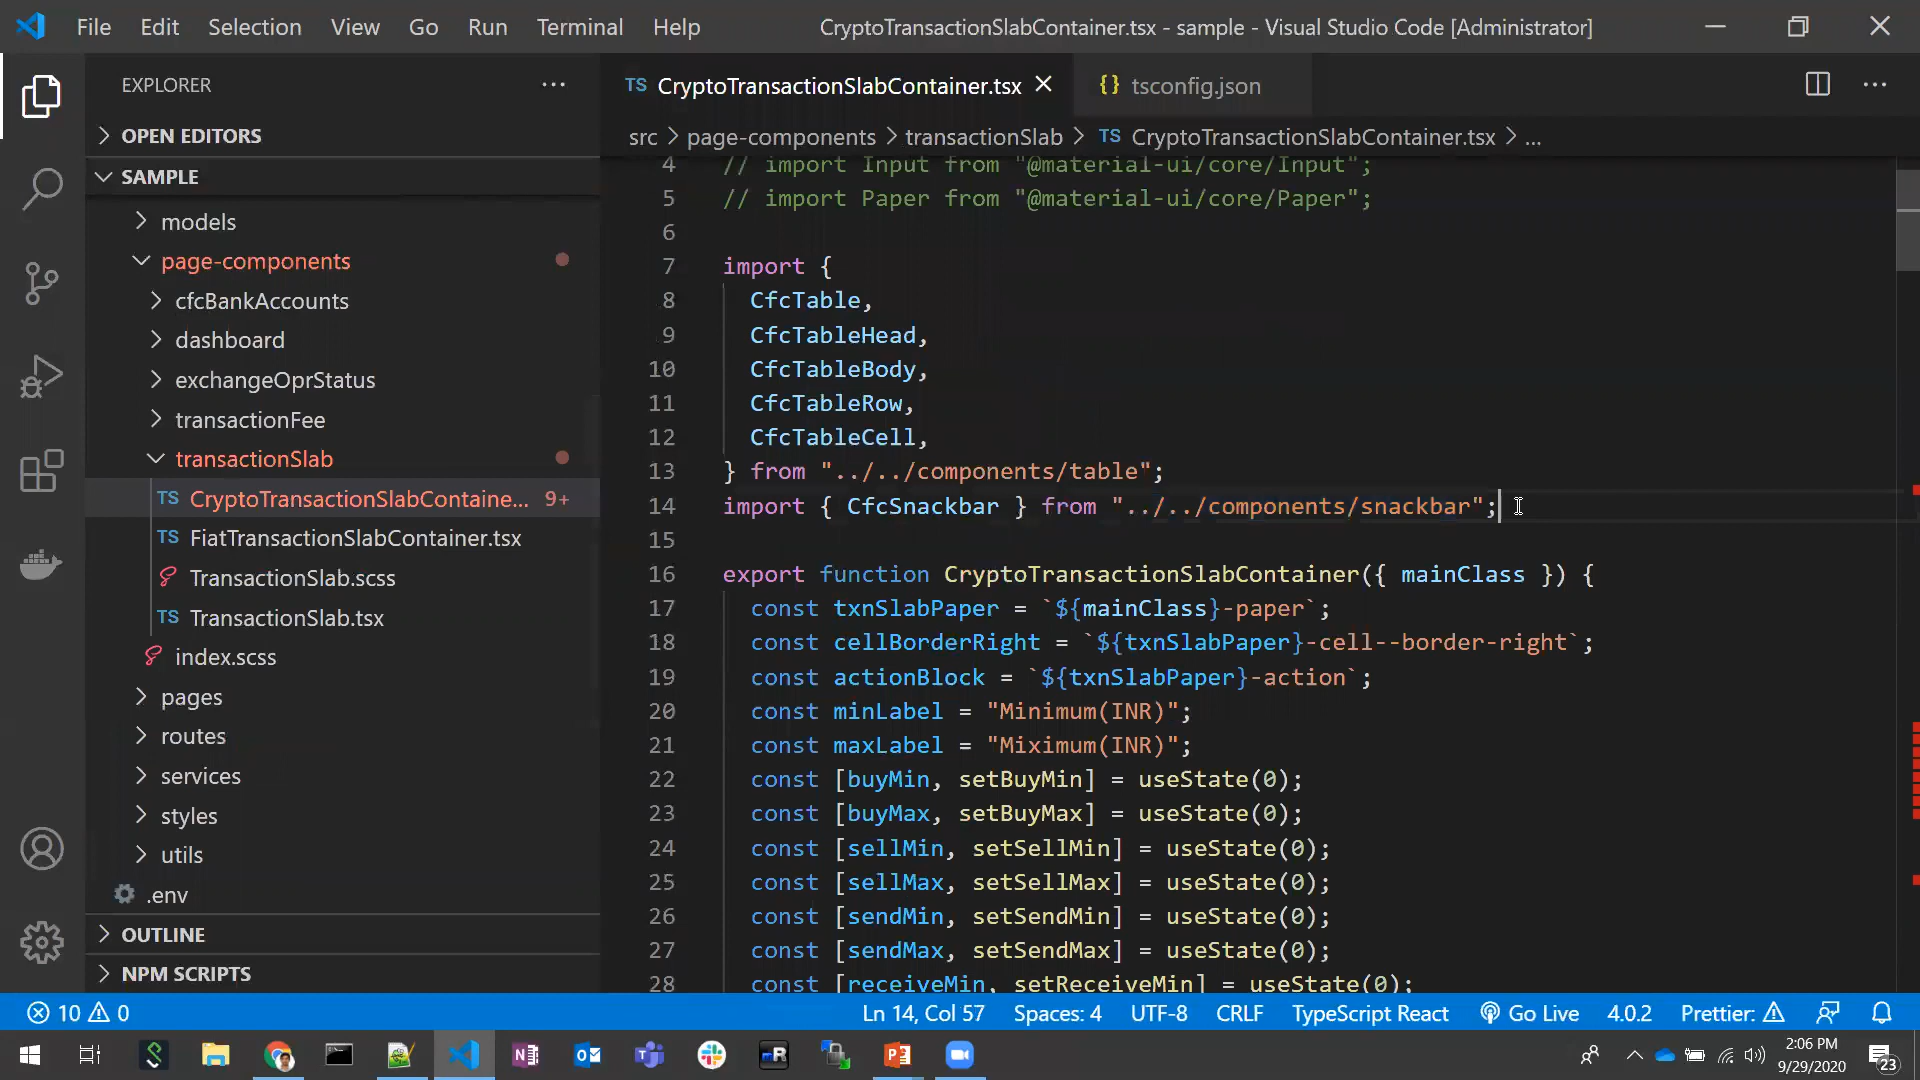 File Edit Selection View Go Run Terminal Help CryptoTransactionSlabContainer.tsx - sample - Visual Studio Code [Administrator]
EXPLORER
OPEN EDITORS
SAMPLE
models
page-components
cfcBankAccounts
dashboard
exchangeOprStatus
transactionFee
transactionSlab
TS CryptoTransactionSlabContaine... 9+
TS FiatTransactionSlabContainer.tsx
TransactionSlab.scss
TS TransactionSlab.tsx
index.scss
pages
routes
services
styles
utils
.env
OUTLINE
NPM SCRIPTS
TS CryptoTransactionSlabContainer.tsx
{} tsconfig.json
src > page-components > transactionSlab > TS CryptoTransactionSlabContainer.tsx > ...
4 // import Input from "@material-ui/core/Input";
5 // import Paper from "@material-ui/core/Paper";
6
7 import {
8 CfcTable,
9 CfcTableHead,
10 CfcTableBody,
11 CfcTableRow,
12 CfcTableCell,
13 } from "../../components/table";
14 import { CfcSnackbar } from "../../components/snackbar";
15
16 export function CryptoTransactionSlabContainer({ mainClass }) {
17 const txnSlabPaper = `${mainClass}-paper`;
18 const cellBorderRight = `${txnSlabPaper}-cell--border-right`;
19 const actionBlock = `${txnSlabPaper}-action`;
20 const minLabel = "Minimum(INR)";
21 const maxLabel = "Miximum(INR)";
22 const [buyMin, setBuyMin] = useState(0);
23 const [buyMax, setBuyMax] = useState(0);
24 const [sellMin, setSellMin] = useState(0);
25 const [sellMax, setSellMax] = useState(0);
26 const [sendMin, setSendMin] = useState(0);
27 const [sendMax, setSendMax] = useState(0);
28 const [receiveMin, setReceiveMin] = useState(0);
10 0 Ln 14, Col 57 Spaces: 4 UTF-8 CRLF TypeScript React Go Live 4.0.2 Prettier:
2:06 PM
9/29/2020
23